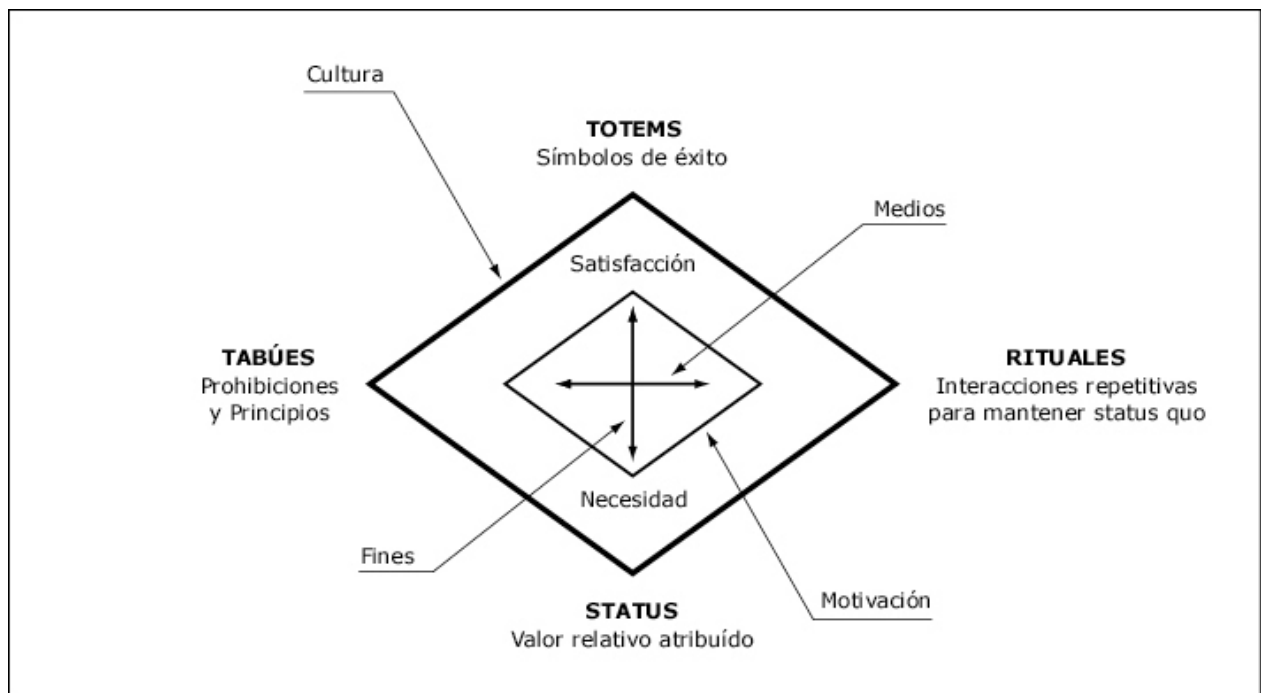 Cultura
TOTEMS
Símbolos de éxito
Medios
Satisfacción
TABÚES
Prohibiciones
y Principios
RITUALES
Interacciones repetitivas
para mantener status quo
Necesidad
Fines
Motivación
STATUS
Valor relativo atribuído